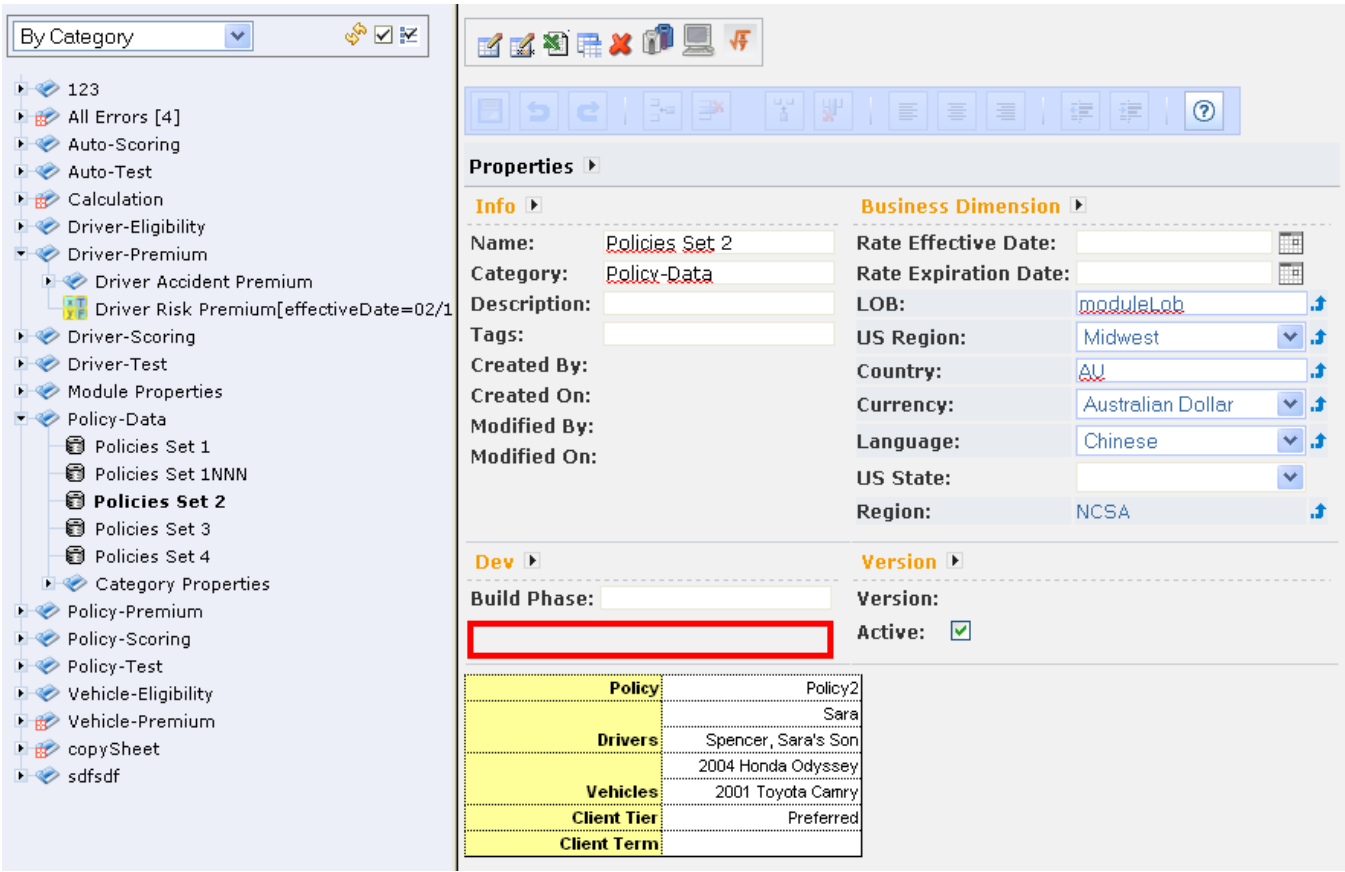 By Category
123
All Errors [4]
Auto-Scoring
Auto-Test
Calculation
Driver-Eligibility
Driver-Premium
Driver Accident Premium
Driver Risk Premium[effectiveDate=02/1
Driver-Scoring
Driver-Test
Module Properties
Policy-Data
Policies Set 1
Policies Set 1NNN
Policies Set 2
Policies Set 3
Policies Set 4
Category Properties
Policy-Premium
Policy-Scoring
Policy-Test
Vehicle-Eligibility
Vehicle-Premium
copySheet
sdfsdf
Properties
Info
Name: Policies Set 2
Category: Policy-Data
Description:
Tags:
Created By:
Created On:
Modified By:
Modified On:
Business Dimension
Rate Effective Date:
Rate Expiration Date:
LOB: moduleLob
US Region: Midwest
Country: AU
Currency: Australian Dollar
Language: Chinese
US State:
Region: NCSA
Dev
Build Phase:
Version
Version:
Active:
Policy Policy2
Sara
Drivers Spencer, Sara's Son
2004 Honda Odyssey
Vehicles 2001 Toyota Camry
Client Tier Preferred
Client Term